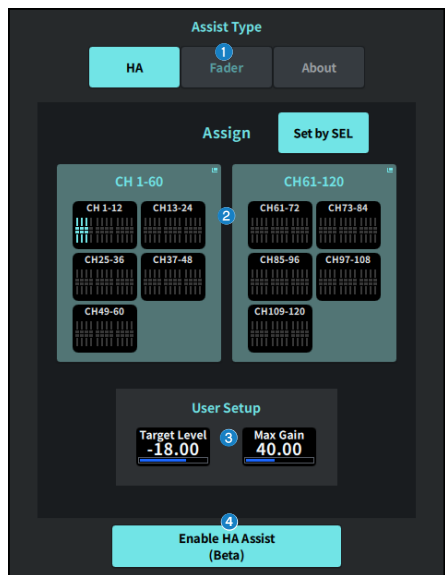 Assist Type
1
HA Fader About
Assign Set by SEL
CH 1-60 CH61-120
CH 1-12 CH13-24 CH61-72 CH73-84
2
CH25-36 CH37-48 CH85-96 CH97-108
CH49-60 CH109-120
User Setup
Target Level 3 Max Gain
-18.00 40.00
4
Enable HA Assist
(Beta)